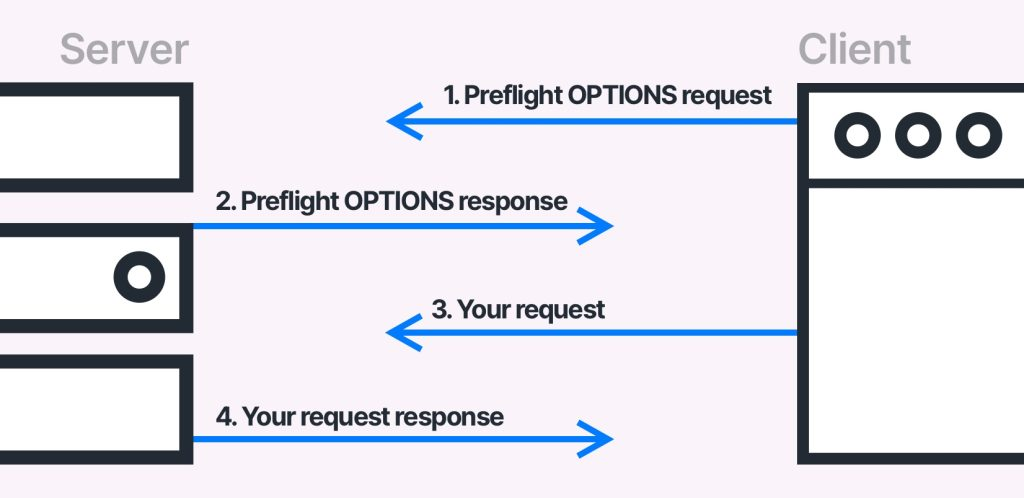 Server
Client
1. Preflight OPTIONS request
2. Preflight OPTIONS response
3. Your request
4. Your request response